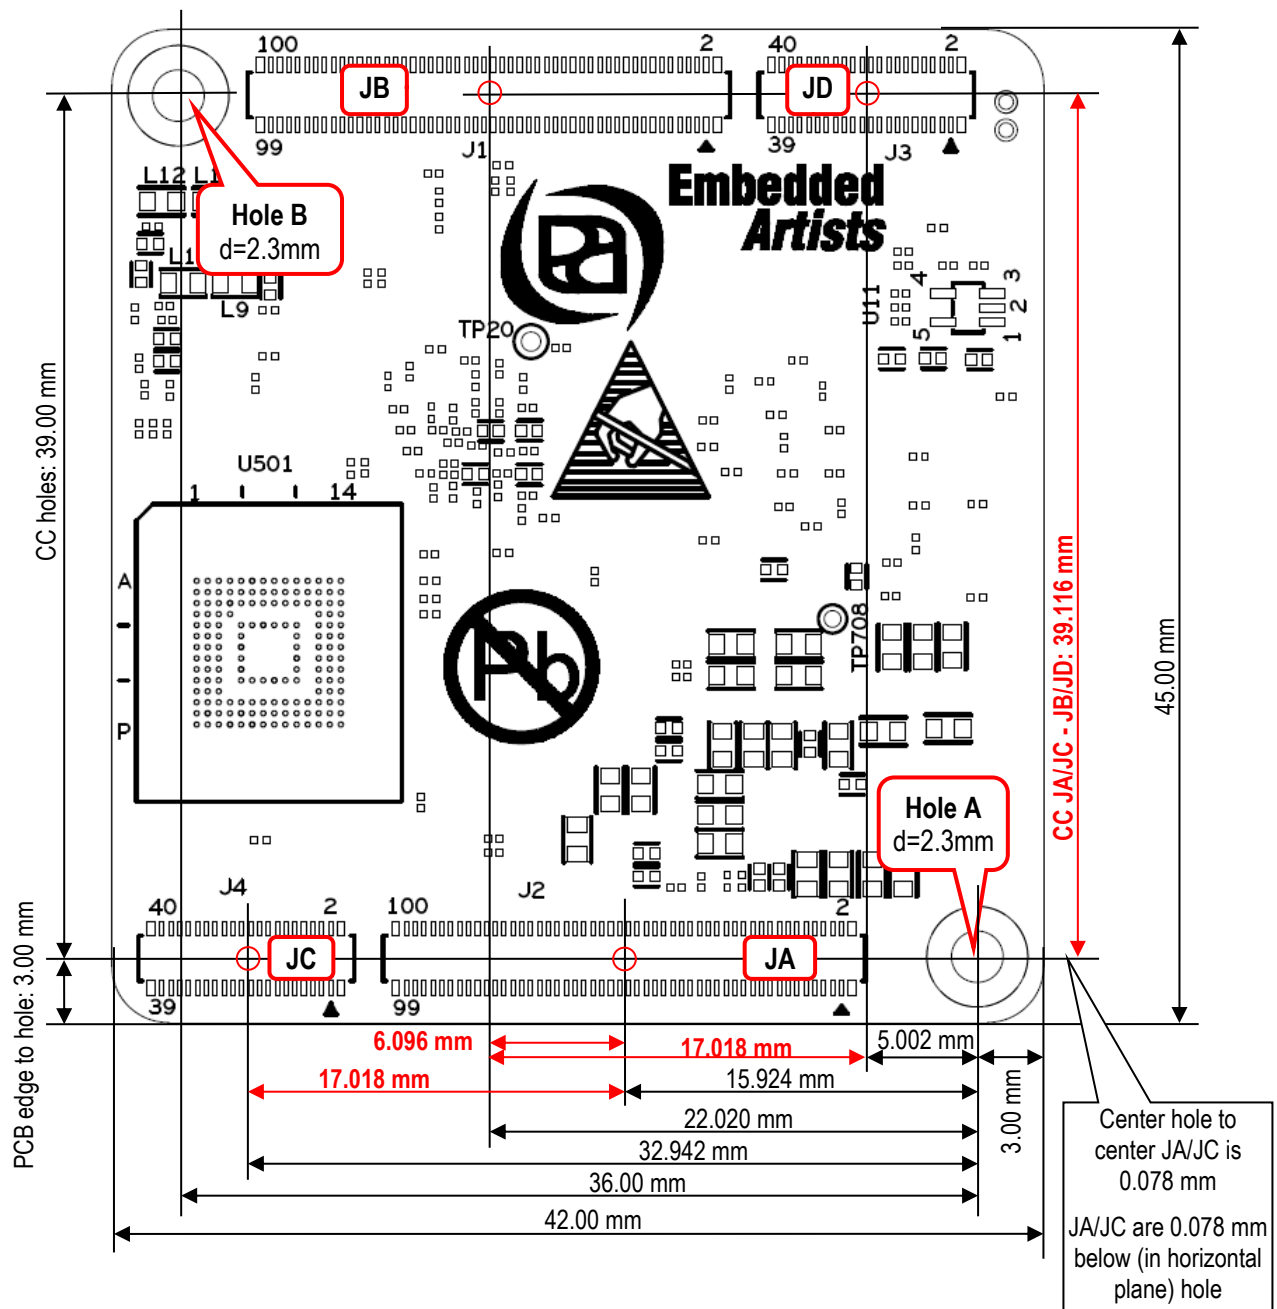 100
2
40
2
JB
JD
99
J1
39
J3
L12
L1
Embedded
Artists
Hole B
d=2.3mm
L1
L9
TP20
U11
4
3
2
5
1
CC holes: 39.00 mm
U501
1
14
A
P
Pb
TP708
CC JA/JC - JB/JD: 39.116 mm
45.00 mm
Hole A
d=2.3mm
J4
J2
40
2
100
2
JC
JA
39
99
PCB edge to hole: 3.00 mm
6.096 mm
17.018 mm
5.002 mm
17.018 mm
15.924 mm
3.00 mm
22.020 mm
32.942 mm
36.00 mm
42.00 mm
Center hole to
center JA/JC is
0.078 mm
JA/JC are 0.078 mm
below (in horizontal
plane) hole